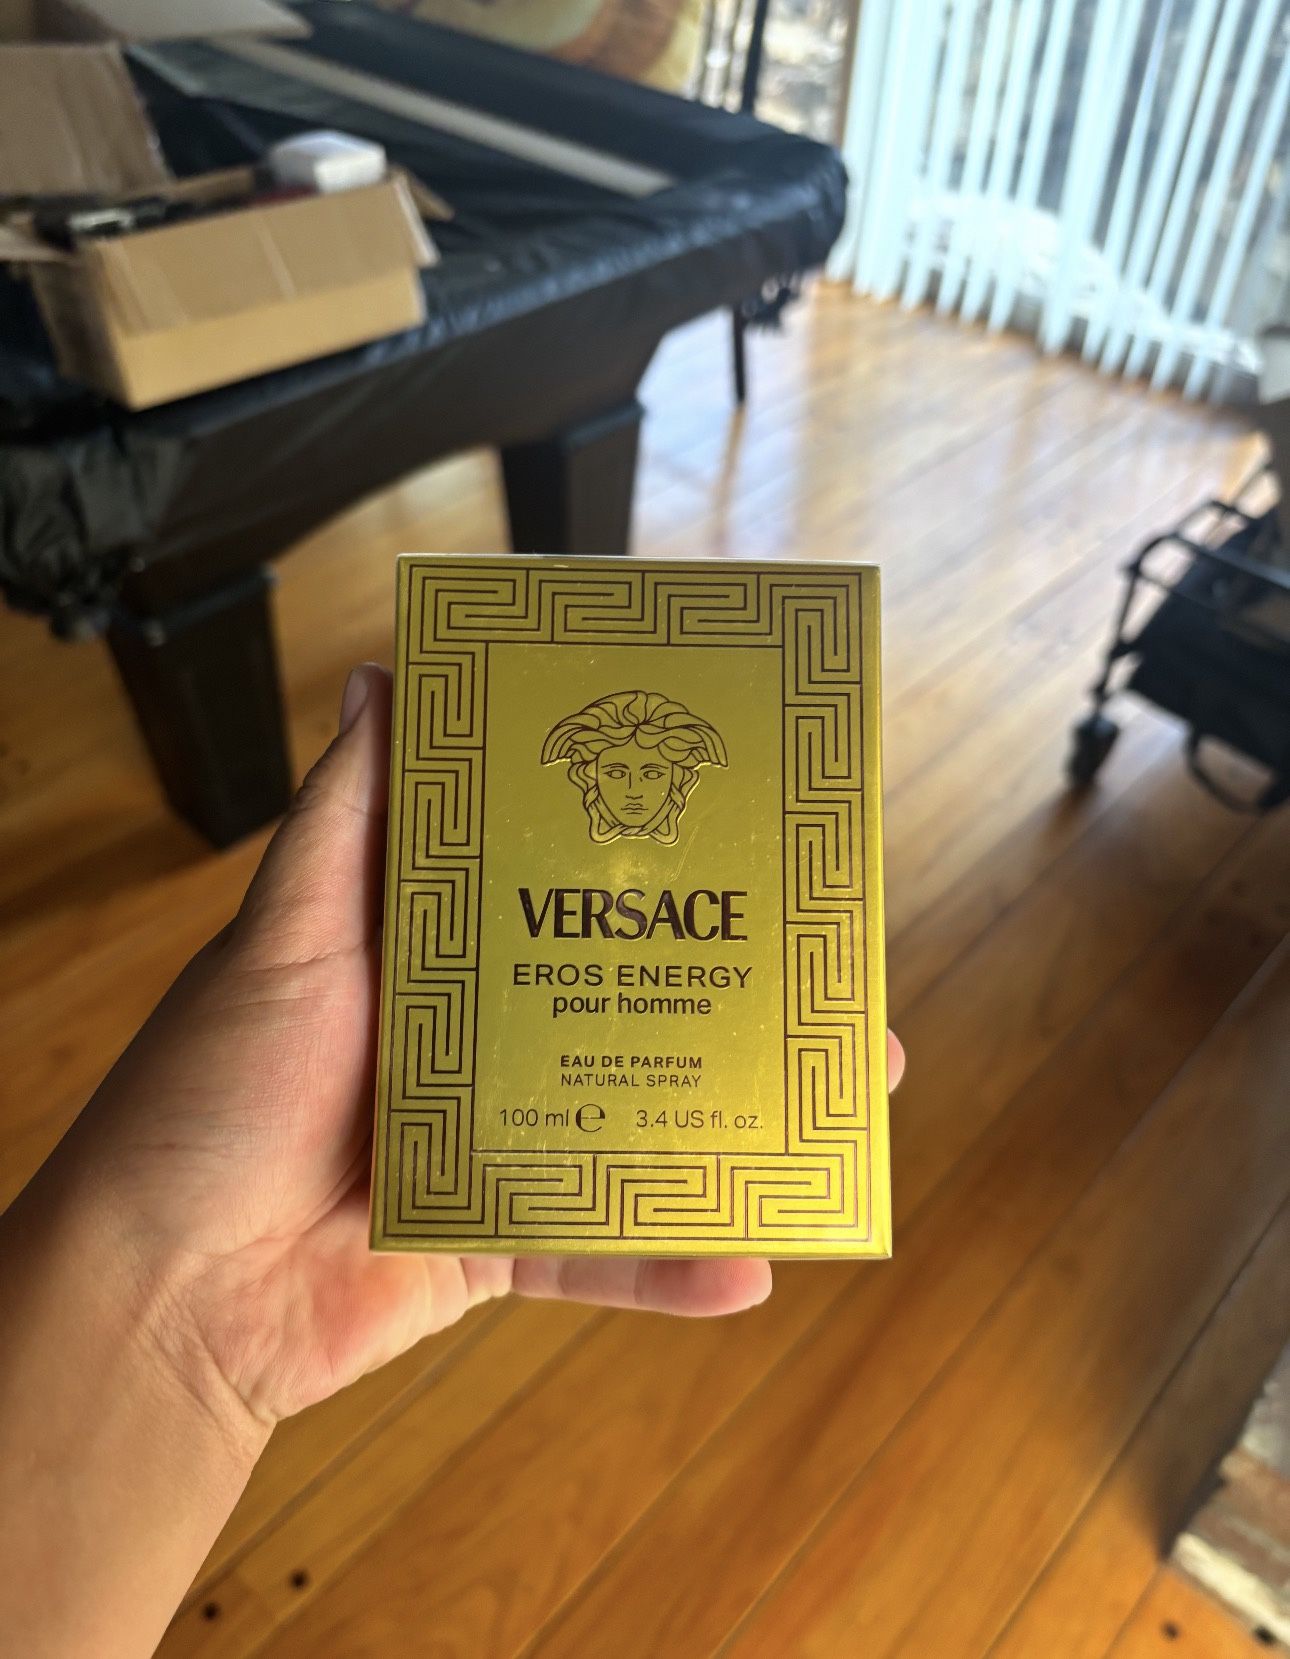 VERSACE
EROS ENERGY
pour homme
EAU DE PARFUM
NATURAL SPRAY
100 ml ℮ 3.4 US fl. oz.